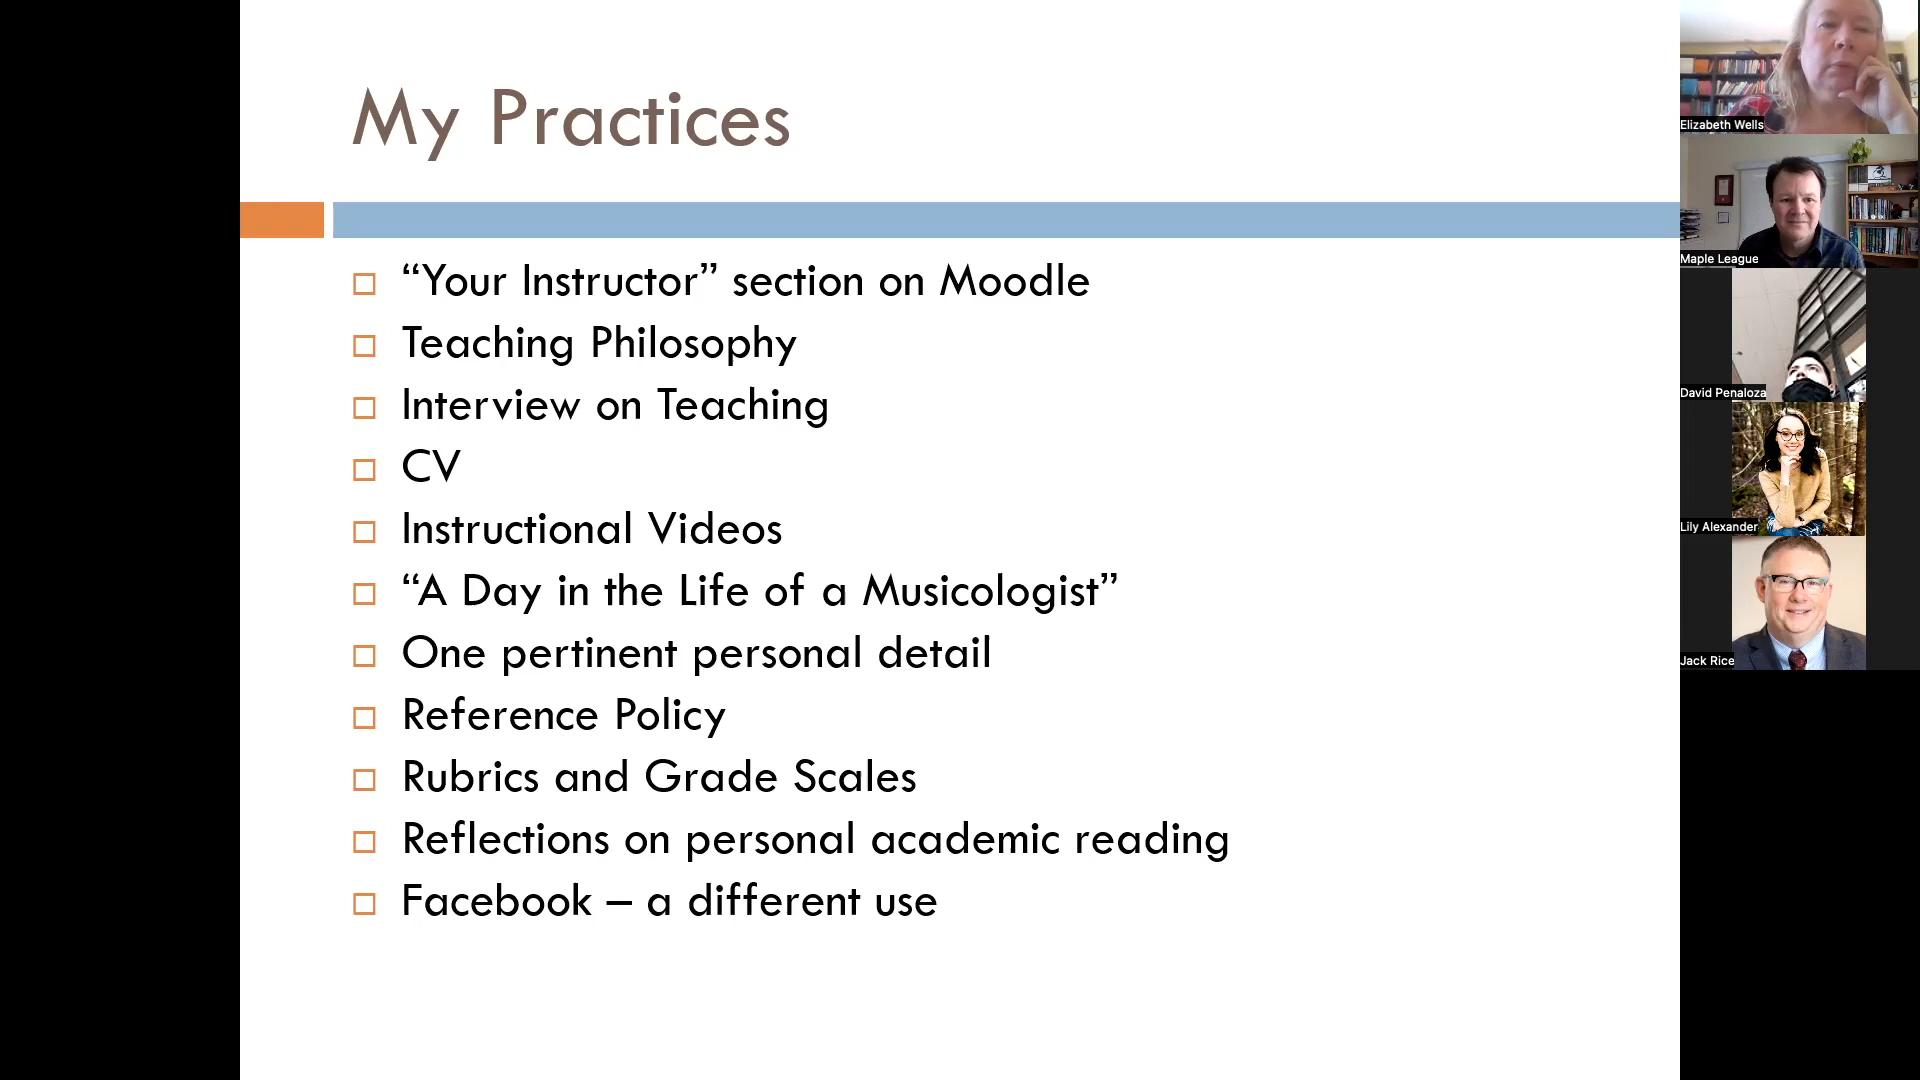 My Practices
“Your Instructor” section on Moodle
Teaching Philosophy
Interview on Teaching
CV
Instructional Videos
“A Day in the Life of a Musicologist”
One pertinent personal detail
Reference Policy
Rubrics and Grade Scales
Reflections on personal academic reading
Facebook – a different use
Elizabeth Wells
Maple League
David Penaloza
Lily Alexander
Jack Rice